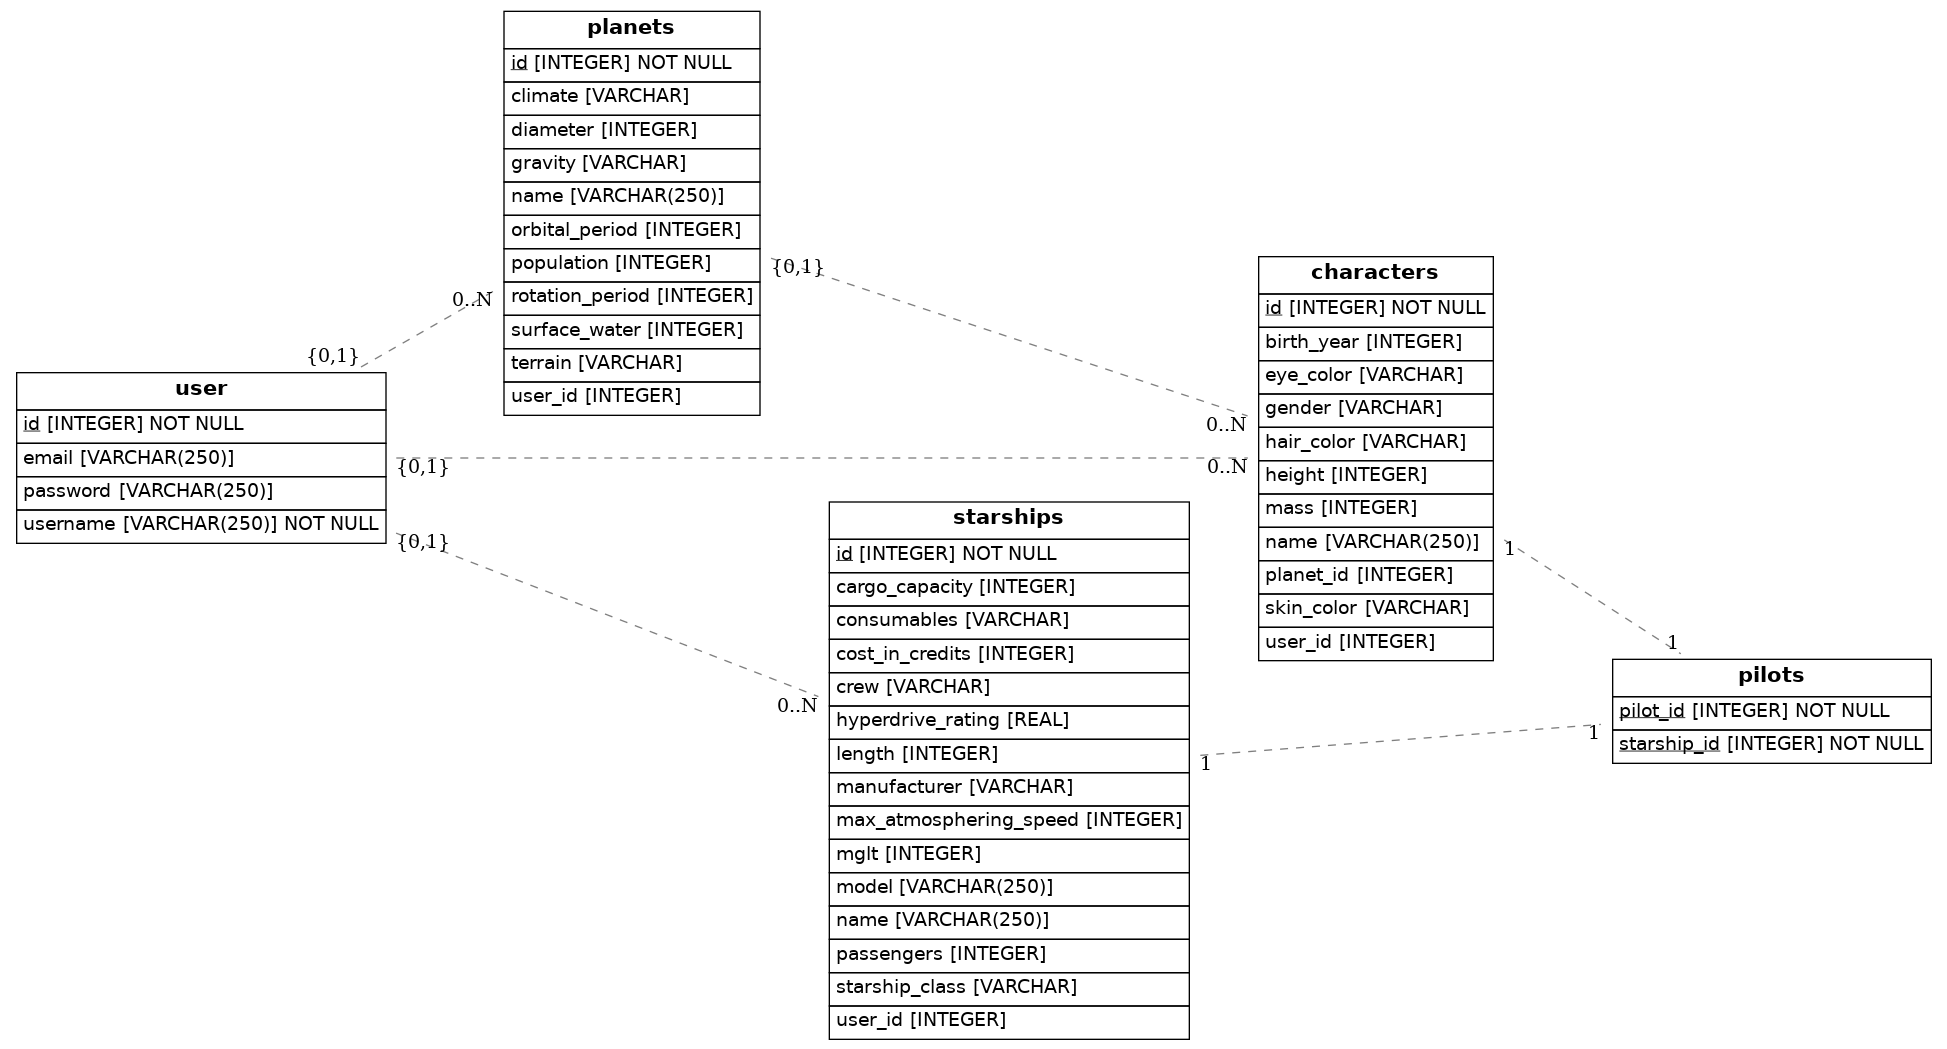 planets
id [INTEGER] NOT NULL
climate [VARCHAR]
diameter [INTEGER]
gravity [VARCHAR]
name [VARCHAR(250)]
orbital_period [INTEGER]
population [INTEGER]
rotation_period [INTEGER]
surface_water [INTEGER]
terrain [VARCHAR]
user_id [INTEGER]
0..N
{0,1}
{0,1}
0..N
user
id [INTEGER] NOT NULL
email [VARCHAR(250)]
password [VARCHAR(250)]
username [VARCHAR(250)] NOT NULL
{0,1}
0..N
{0,1}
0..N
characters
id [INTEGER] NOT NULL
birth_year [INTEGER]
eye_color [VARCHAR]
gender [VARCHAR]
hair_color [VARCHAR]
height [INTEGER]
mass [INTEGER]
name [VARCHAR(250)]
planet_id [INTEGER]
skin_color [VARCHAR]
user_id [INTEGER]
1
1
starships
id [INTEGER] NOT NULL
cargo_capacity [INTEGER]
consumables [VARCHAR]
cost_in_credits [INTEGER]
crew [VARCHAR]
hyperdrive_rating [REAL]
length [INTEGER]
manufacturer [VARCHAR]
max_atmosphering_speed [INTEGER]
mglt [INTEGER]
model [VARCHAR(250)]
name [VARCHAR(250)]
passengers [INTEGER]
starship_class [VARCHAR]
user_id [INTEGER]
1
1
pilots
pilot_id [INTEGER] NOT NULL
starship_id [INTEGER] NOT NULL